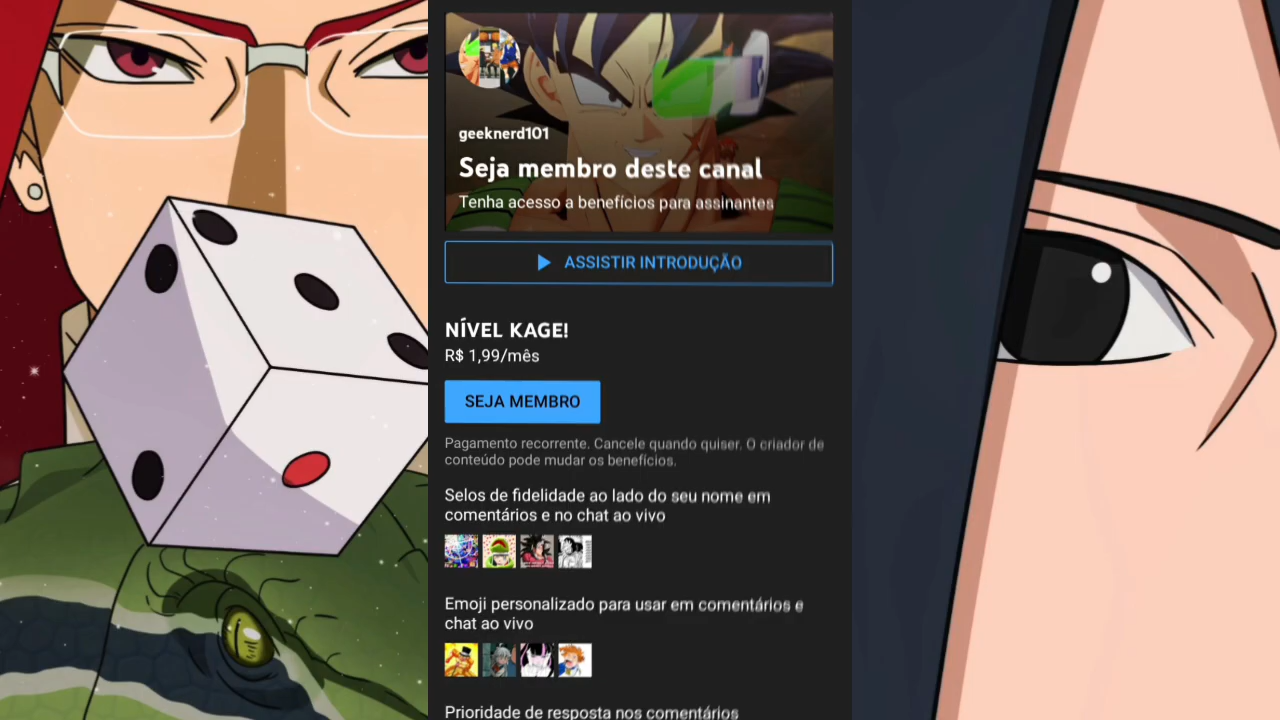 geeknerd101
Seja membro deste canal
Tenha acesso a benefícios para assinantes
ASSISTIR INTRODUÇÃO
NÍVEL KAGE!
R$ 1,99/mês
SEJA MEMBRO
Pagamento recorrente. Cancele quando quiser. O criador de
conteúdo pode mudar os benefícios.
Selos de fidelidade ao lado do seu nome em
comentários e no chat ao vivo
Emoji personalizado para usar em comentários e
chat ao vivo
Prioridade de resposta nos comentários